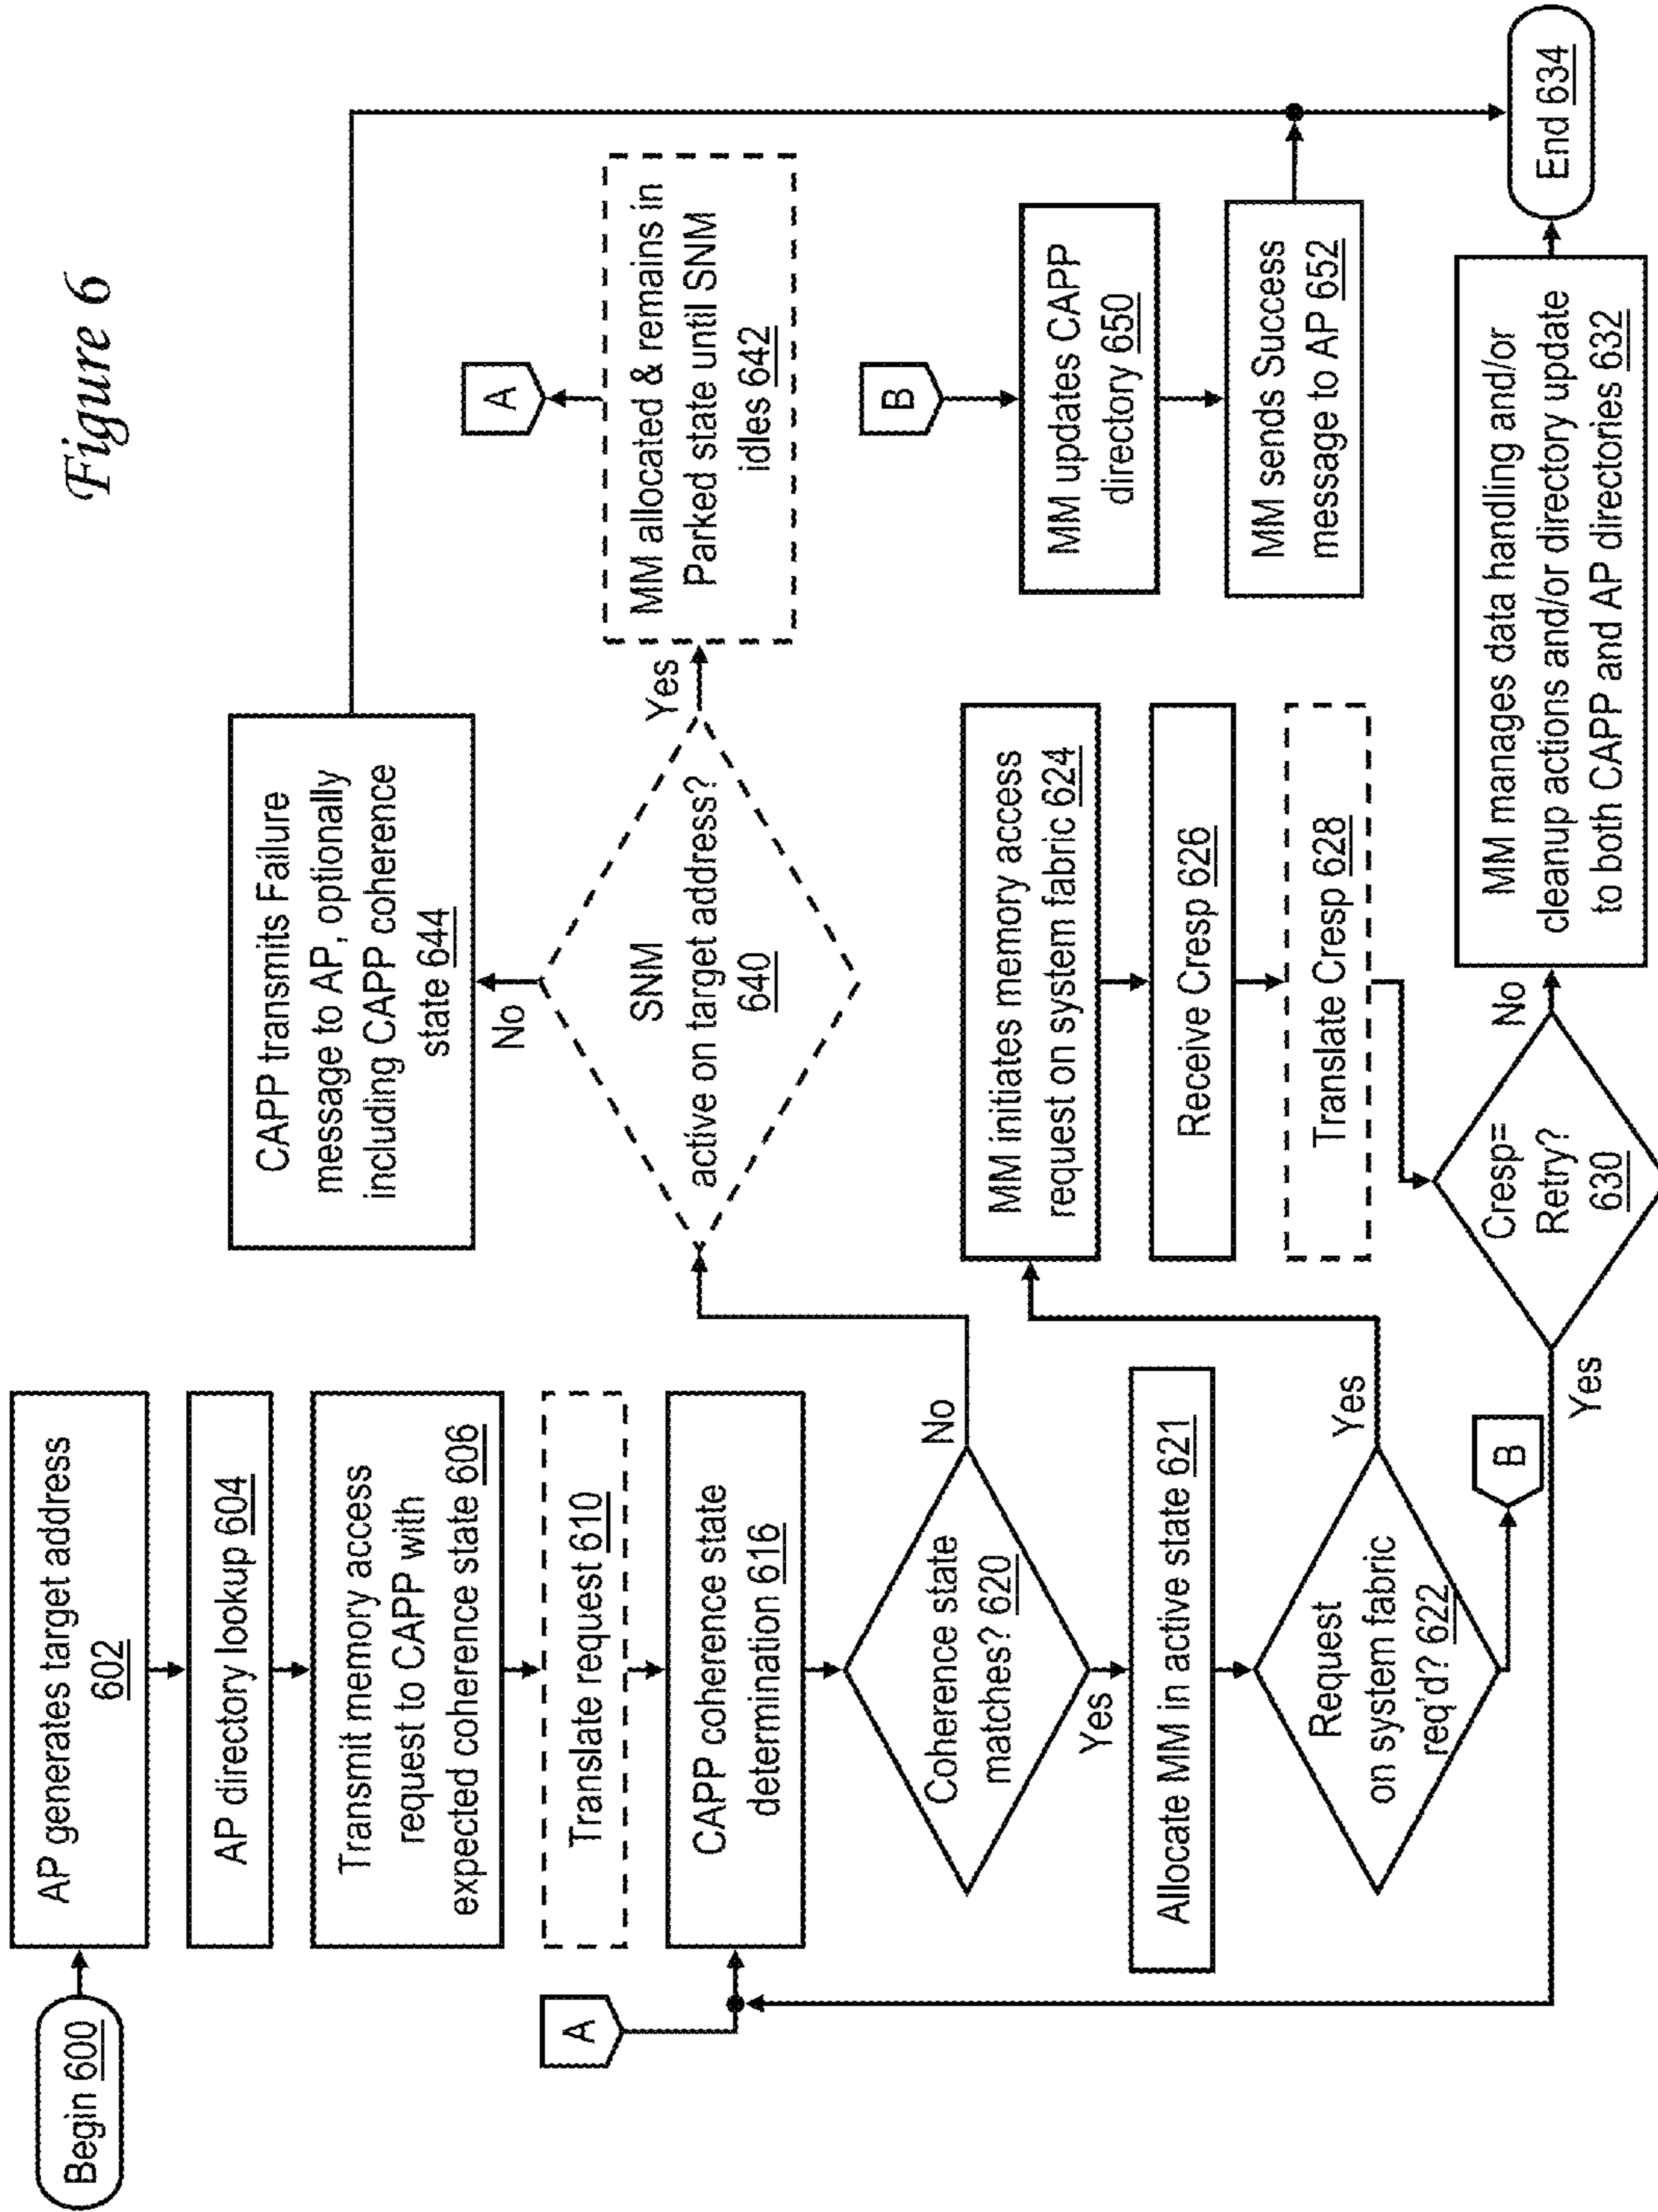 Figure 6
Begin 600
AP generates target address
602
AP directory lookup 604
Transmit memory access
request to CAPP with
expected coherence state 606
Translate request 610
A
CAPP coherence state
determination 616
Coherence state
matches? 620
No
Yes
Allocate MM in active state 621
Request
on system fabric
req'd? 622
Yes
B
CAPP transmits Failure
message to AP, optionally
including CAPP coherence
state 644
No
SNM
active on target address?
640
Yes
MM allocated & remains in
Parked state until SNM
idles 642
A
MM initiates memory access
request on system fabric 624
Receive Cresp 626
Translate Cresp 628
Cresp=
Retry?
630
Yes
No
B
MM updates CAPP
directory 650
MM sends Success
message to AP 652
MM manages data handling and/or
cleanup actions and/or directory update
to both CAPP and AP directories 632
End 634